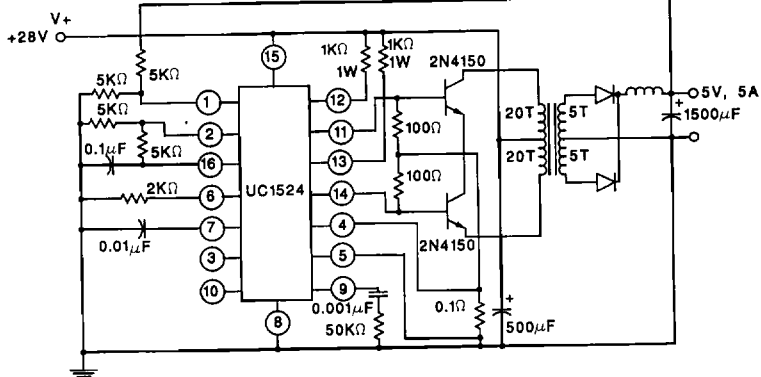 V+
+28V
5KΩ
5KΩ
5KΩ
5KΩ
0.1μF
2KΩ
0.01μF
15
1
2
16
6
7
3
10
8
UC1524
12
11
13
14
4
5
9
1KΩ
1W
1KΩ
1W
100Ω
100Ω
0.001μF
50KΩ
2N4150
2N4150
0.1Ω
+
500μF
20T
20T
5T
5T
5V, 5A
+
1500μF